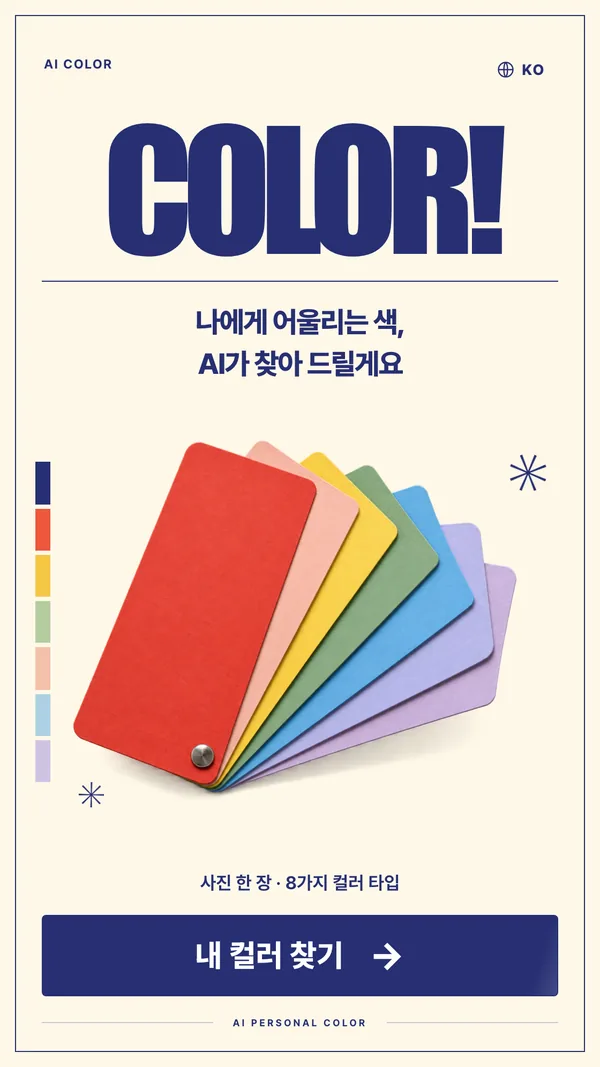 AI COLOR
KO
COLOR!
나에게 어울리는 색,
AI가 찾아 드릴게요
사진 한 장 · 8가지 컬러 타입
내 컬러 찾기 →
AI PERSONAL COLOR